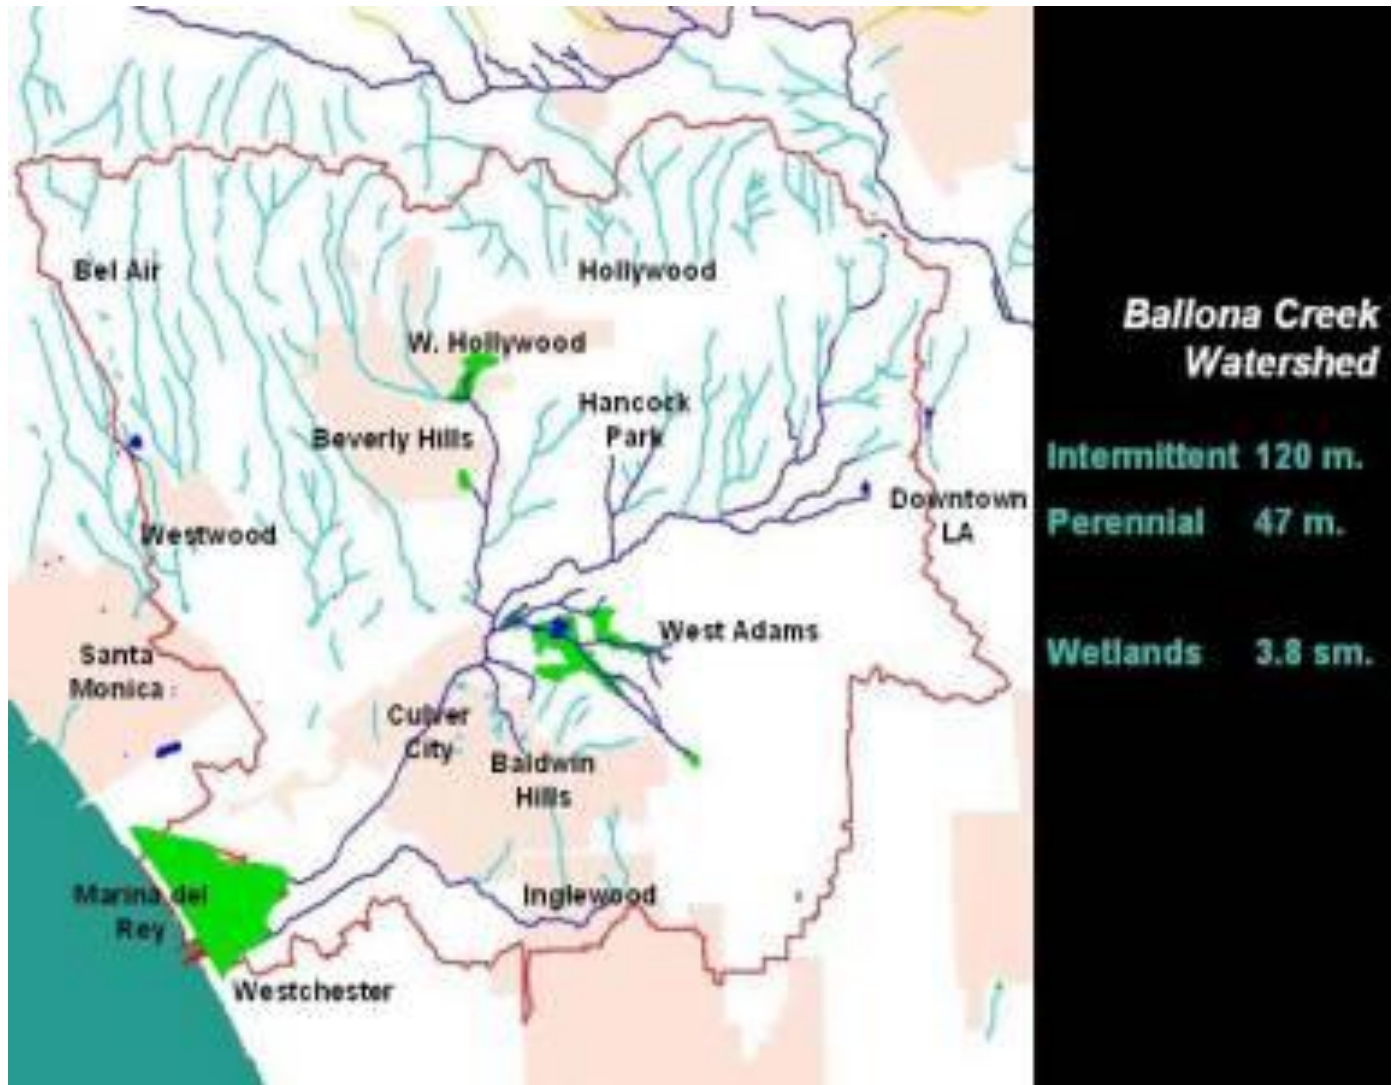 Bel Air
Hollywood
W. Hollywood
Hancock
Park
Beverly Hills
Downtown
LA
Westwood
West Adams
Santa
Monica
Culver
City
Baldwin
Hills
Marina del
Rey
Inglewood
Westchester
Ballona Creek
Watershed
Intermittent 120 m.
Perennial 47 m.
Wetlands 3.8 sm.